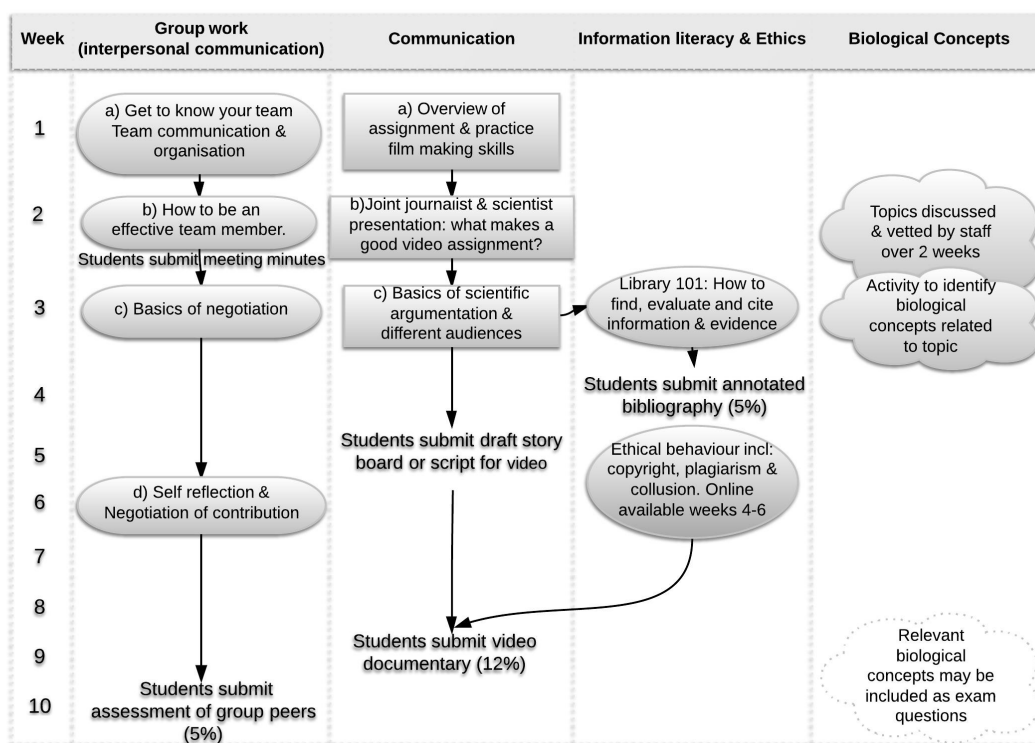 Week
Group work
(interpersonal communication)
Communication
Information literacy & Ethics
Biological Concepts
1
a) Get to know your team
Team communication &
organisation
a) Overview of
assignment & practice
film making skills
2
b) How to be an
effective team member.
b)Joint journalist & scientist
presentation: what makes a
good video assignment?
Topics discussed
& vetted by staff
over 2 weeks
Students submit meeting minutes
3
c) Basics of negotiation
c) Basics of scientific
argumentation &
different audiences
Library 101: How to
find, evaluate and cite
information & evidence
Activity to identify
biological
concepts related
to topic
4
Students submit annotated
bibliography (5%)
5
Students submit draft story
board or script for video
Ethical behaviour incl:
copyright, plagiarism &
collusion. Online
available weeks 4-6
6
d) Self reflection &
Negotiation of contribution
7
8
9
Students submit video
documentary (12%)
Relevant
biological
concepts may be
included as exam
questions
10
Students submit
assessment of group peers
(5%)